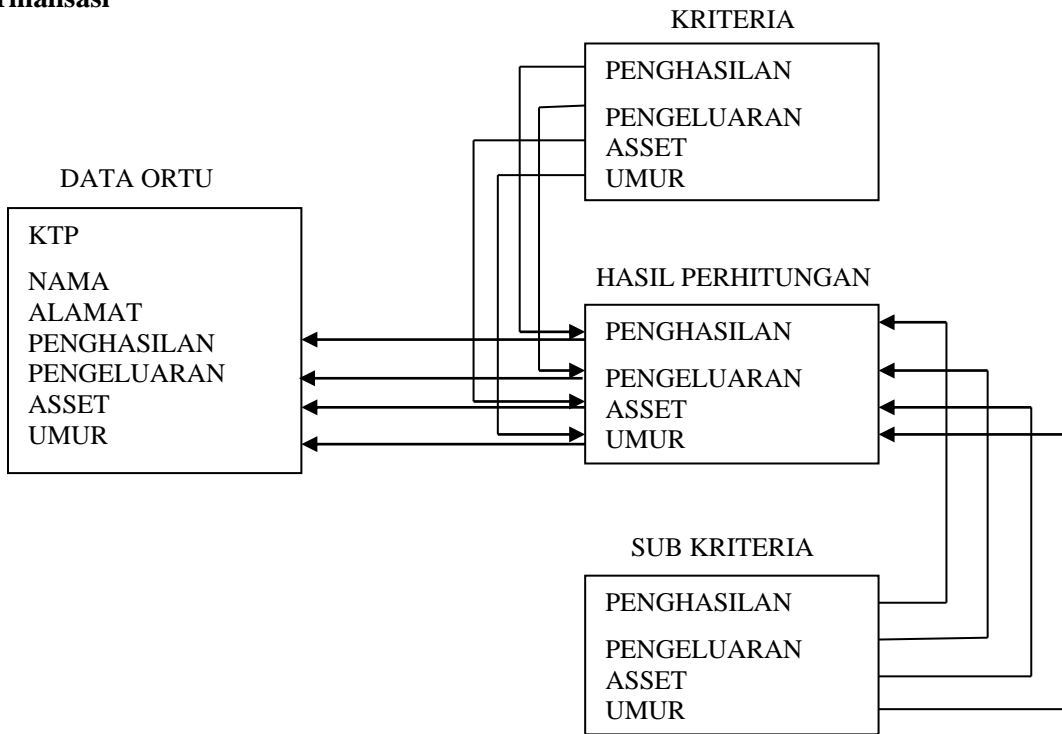 KRITERIA
PENGHASILAN
PENGELUARAN
ASSET
UMUR
DATA ORTU
KTP
NAMA
ALAMAT
PENGHASILAN
PENGELUARAN
ASSET
UMUR
HASIL PERHITUNGAN
PENGHASILAN
PENGELUARAN
ASSET
UMUR
SUB KRITERIA
PENGHASILAN
PENGELUARAN
ASSET
UMUR